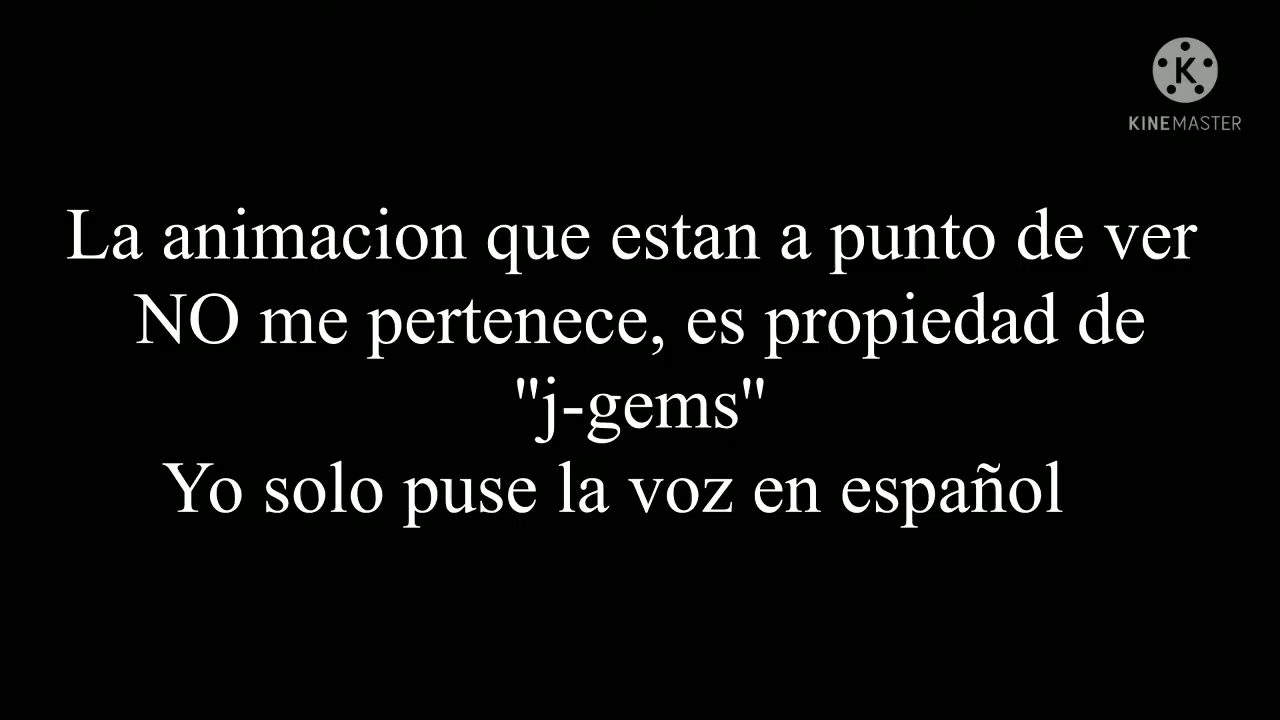 K
KINEMASTER
La animacion que estan a punto de ver
NO me pertenece, es propiedad de
"j-gems"
Yo solo puse la voz en español